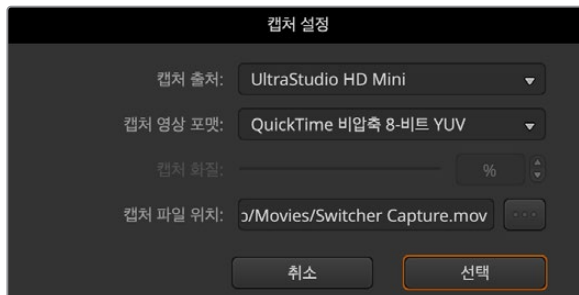 캡처 설정
캡처 출처: UltraStudio HD Mini
캡처 영상 포맷: QuickTime 비압축 8-비트 YUV
캡처 화질: %
캡처 파일 위치: o/Movies/Switcher Capture.mov ...
취소 선택